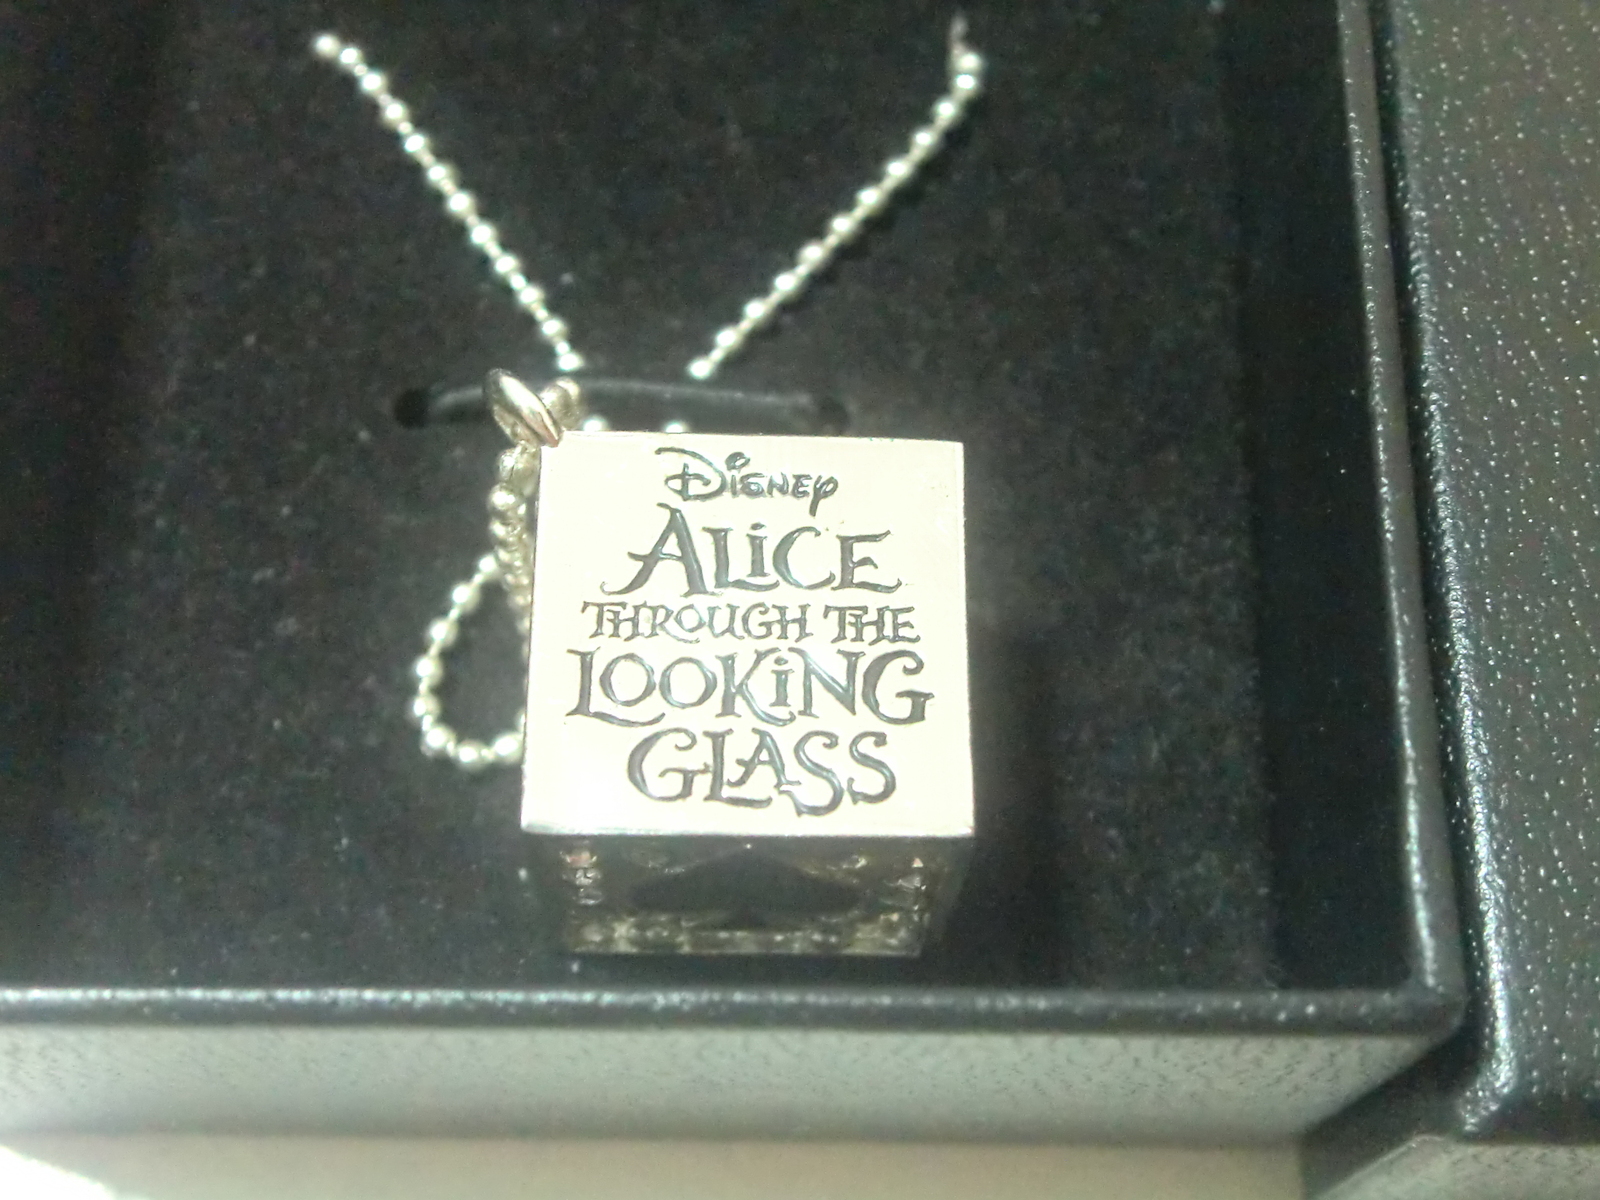 Disney
ALiCE
THROUGH THE
LOOKiNG
GLASS